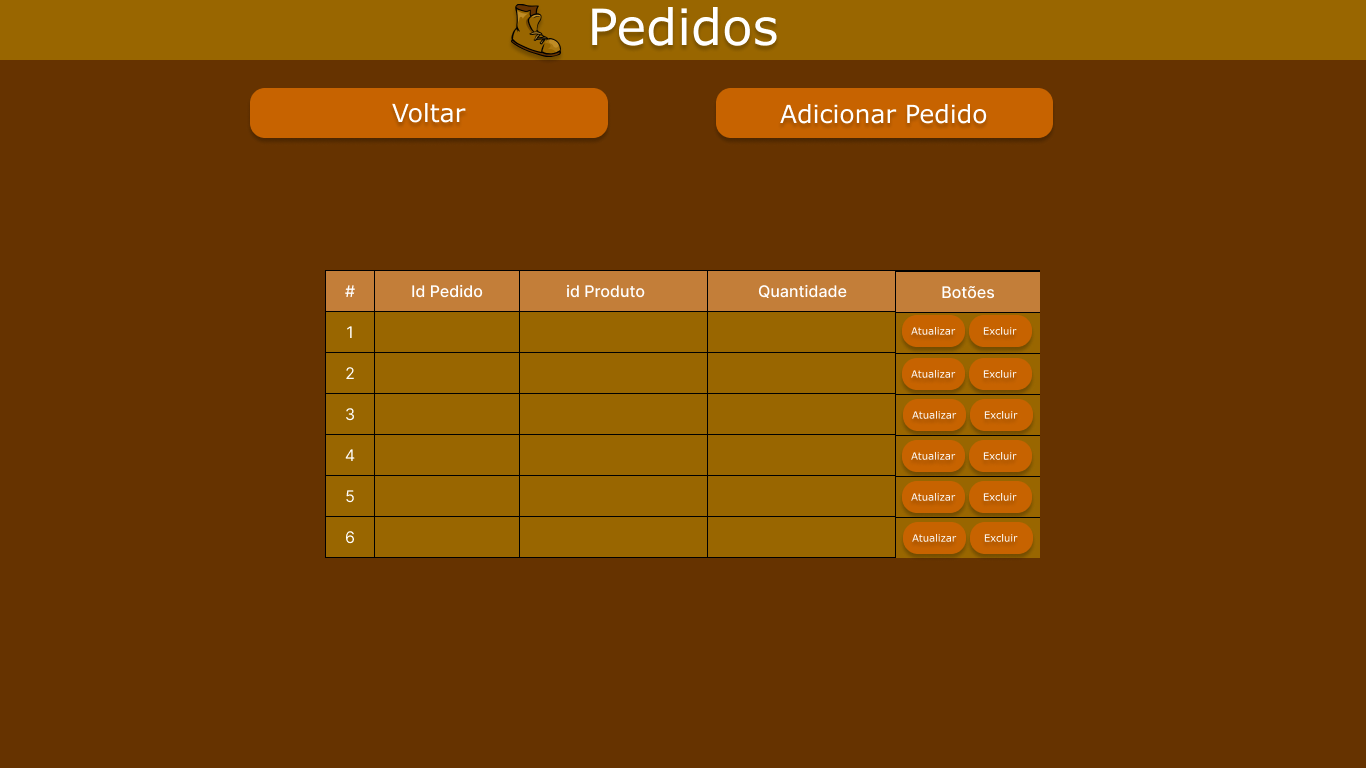 Pedidos
Voltar
Adicionar Pedido
# Id Pedido id Produto Quantidade Botões
1 Atualizar Excluir
2 Atualizar Excluir
3 Atualizar Excluir
4 Atualizar Excluir
5 Atualizar Excluir
6 Atualizar Excluir